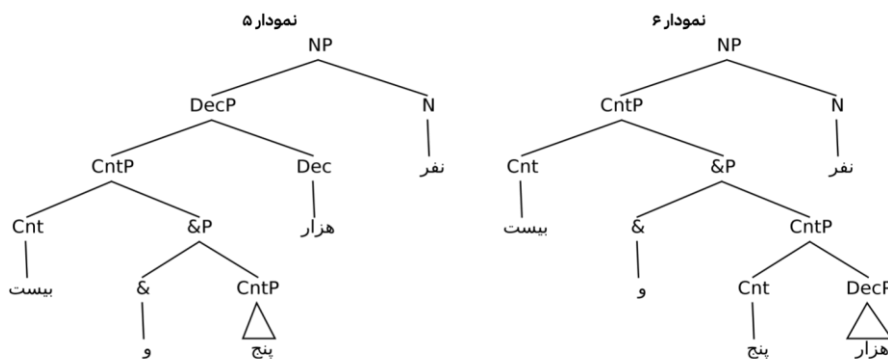 نمودار ۵
NP
DecP N
CntP Dec نفر
Cnt &P هزار
بیست & CntP
و پنج
نمودار ۶
NP
CntP N
Cnt &P نفر
بیست & CntP
و Cnt DecP
پنج هزار